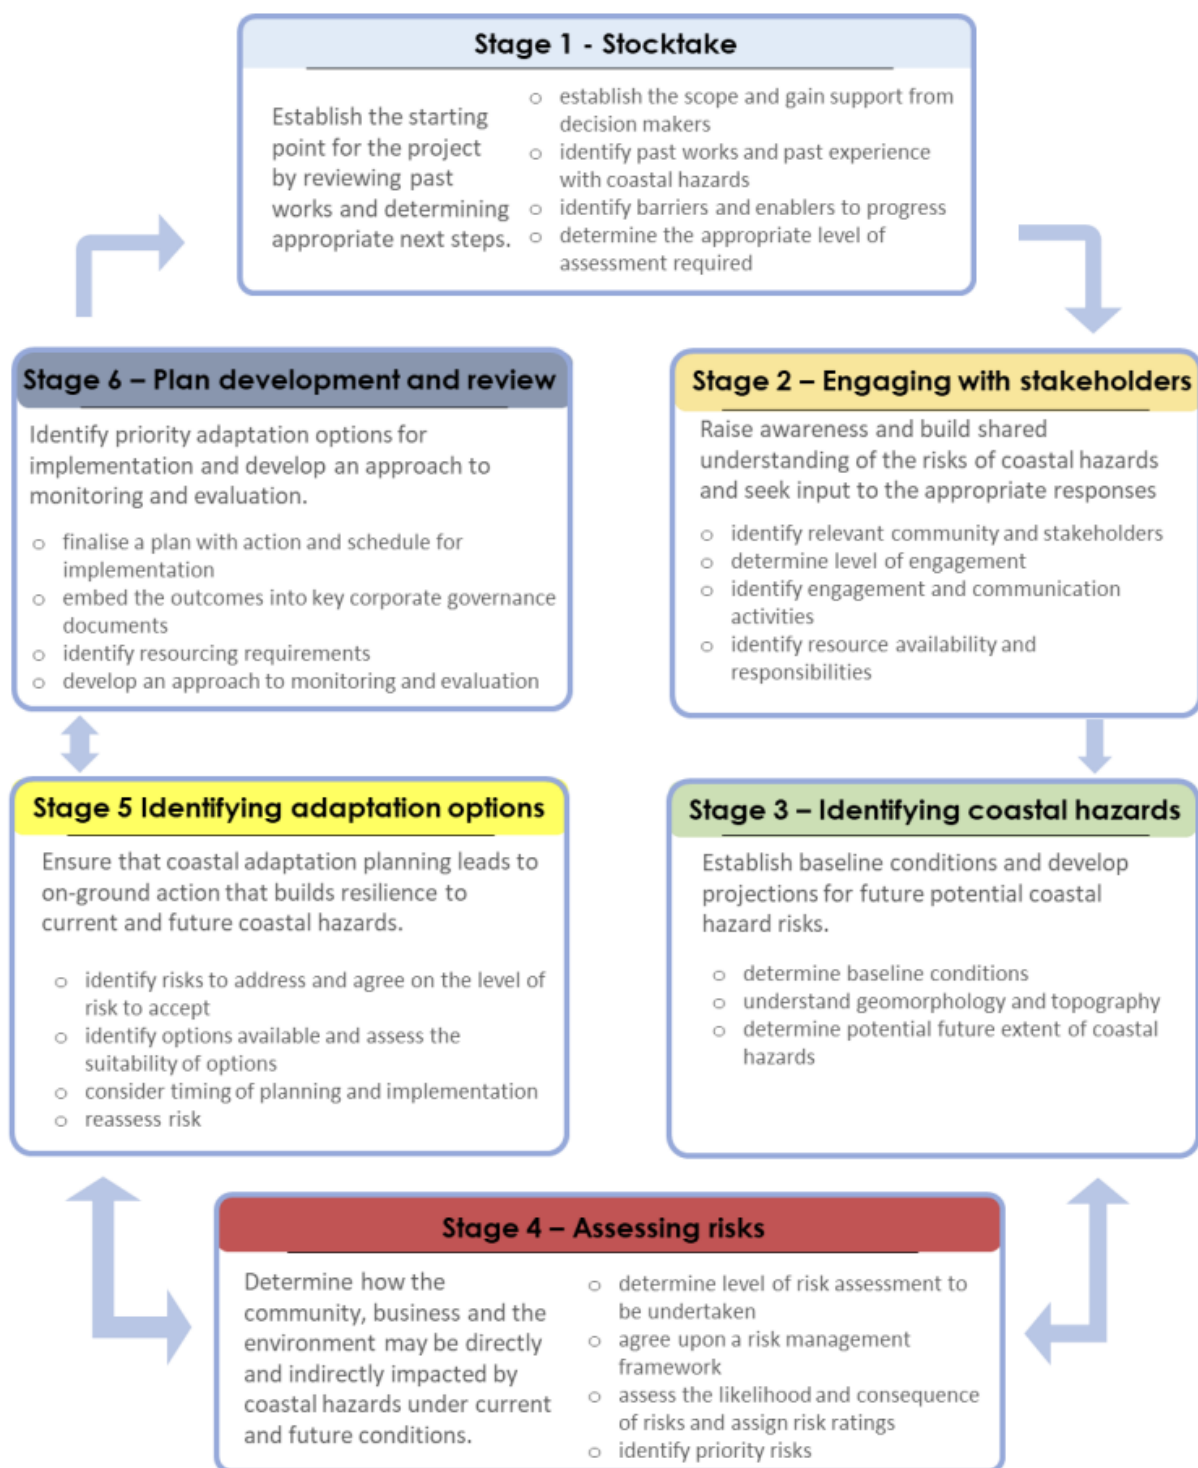 Stage 1 - Stocktake
Establish the starting
point for the project
by reviewing past
works and determining
appropriate next steps.
o establish the scope and gain support from
decision makers
o identify past works and past experience
with coastal hazards
o identify barriers and enablers to progress
o determine the appropriate level of
assessment required
Stage 2 – Engaging with stakeholders
Raise awareness and build shared
understanding of the risks of coastal hazards
and seek input to the appropriate responses
o identify relevant community and stakeholders
o determine level of engagement
o identify engagement and communication
activities
o identify resource availability and
responsibilities
Stage 3 – Identifying coastal hazards
Establish baseline conditions and develop
projections for future potential coastal
hazard risks.
o determine baseline conditions
o understand geomorphology and topography
o determine potential future extent of coastal
hazards
Stage 4 – Assessing risks
Determine how the
community, business and the
environment may be directly
and indirectly impacted by
coastal hazards under current
and future conditions.
o determine level of risk assessment to
be undertaken
o agree upon a risk management
framework
o assess the likelihood and consequence
of risks and assign risk ratings
o identify priority risks
Stage 5 Identifying adaptation options
Ensure that coastal adaptation planning leads to
on-ground action that builds resilience to
current and future coastal hazards.
o identify risks to address and agree on the level of
risk to accept
o identify options available and assess the
suitability of options
o consider timing of planning and implementation
o reassess risk
Stage 6 – Plan development and review
Identify priority adaptation options for
implementation and develop an approach to
monitoring and evaluation.
o finalise a plan with action and schedule for
implementation
o embed the outcomes into key corporate governance
documents
o identify resourcing requirements
o develop an approach to monitoring and evaluation